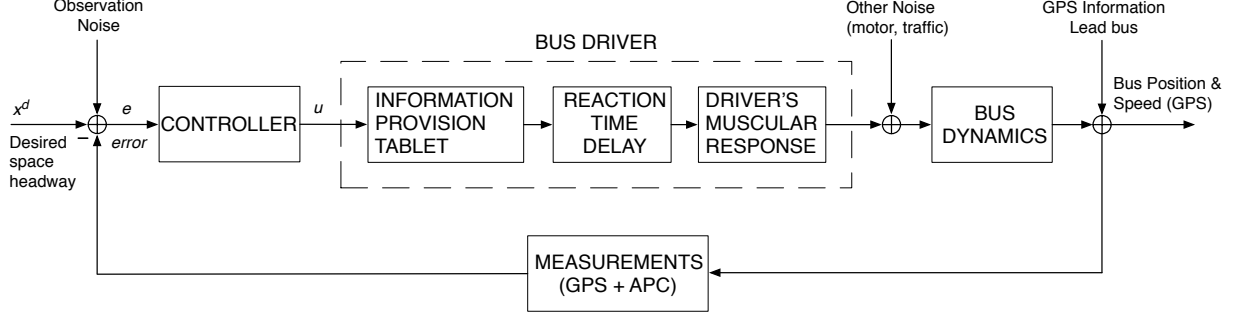 Observation
Noise
Other Noise
(motor, traffic)
GPS Information
Lead bus
BUS DRIVER
Bus Position &
Speed (GPS)
x^d
e
u
CONTROLLER
INFORMATION
PROVISION
TABLET
REACTION
TIME
DELAY
DRIVER'S
MUSCULAR
RESPONSE
BUS
DYNAMICS
–
error
Desired
space
headway
MEASUREMENTS
(GPS + APC)